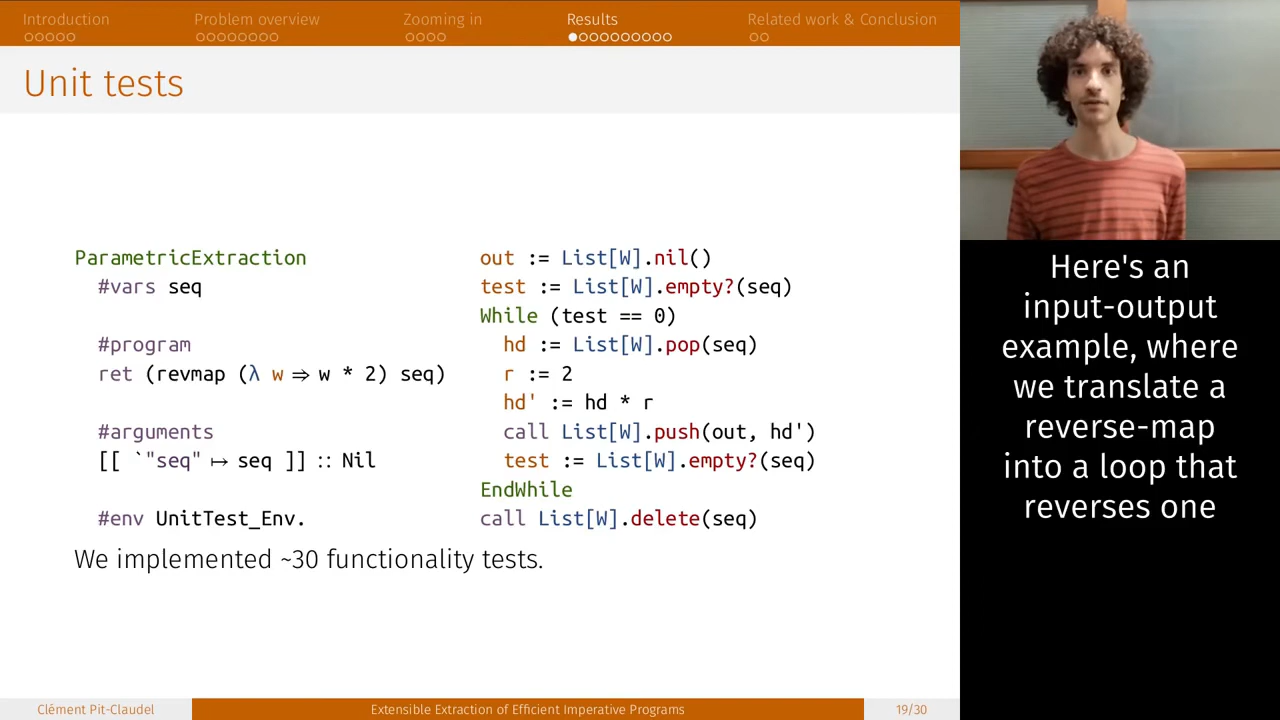 Introduction
Problem overview
Zooming in
Results
Related work & Conclusion
Unit tests
ParametricExtraction
#vars seq
#program
ret (revmap (λ w ⇒ w * 2) seq)
#arguments
[[ `"seq" ↦ seq ]] :: Nil
#env UnitTest_Env.
out := List[W].nil()
test := List[W].empty?(seq)
While (test == 0)
hd := List[W].pop(seq)
r := 2
hd' := hd * r
call List[W].push(out, hd')
test := List[W].empty?(seq)
EndWhile
call List[W].delete(seq)
We implemented ~30 functionality tests.
Here's an
input-output
example, where
we translate a
reverse-map
into a loop that
reverses one
Clément Pit-Claudel
Extensible Extraction of Efficient Imperative Programs
19/30